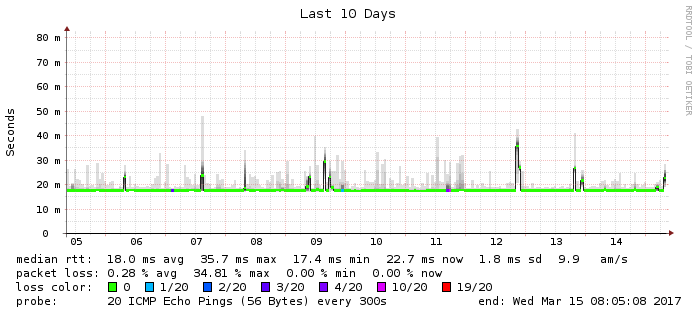 Last 10 Days
RRDTOOL / TOBI OETIKER
Seconds
80 m
70 m
60 m
50 m
40 m
30 m
20 m
10 m
0
05 06 07 08 09 10 11 12 13 14
median rtt: 18.0 ms avg 35.7 ms max 17.4 ms min 22.7 ms now 1.8 ms sd 9.9 am/s
packet loss: 0.28 % avg 34.81 % max 0.00 % min 0.00 % now
loss color: 0 1/20 2/20 3/20 4/20 10/20 19/20
probe: 20 ICMP Echo Pings (56 Bytes) every 300s end: Wed Mar 15 08:05:08 2017